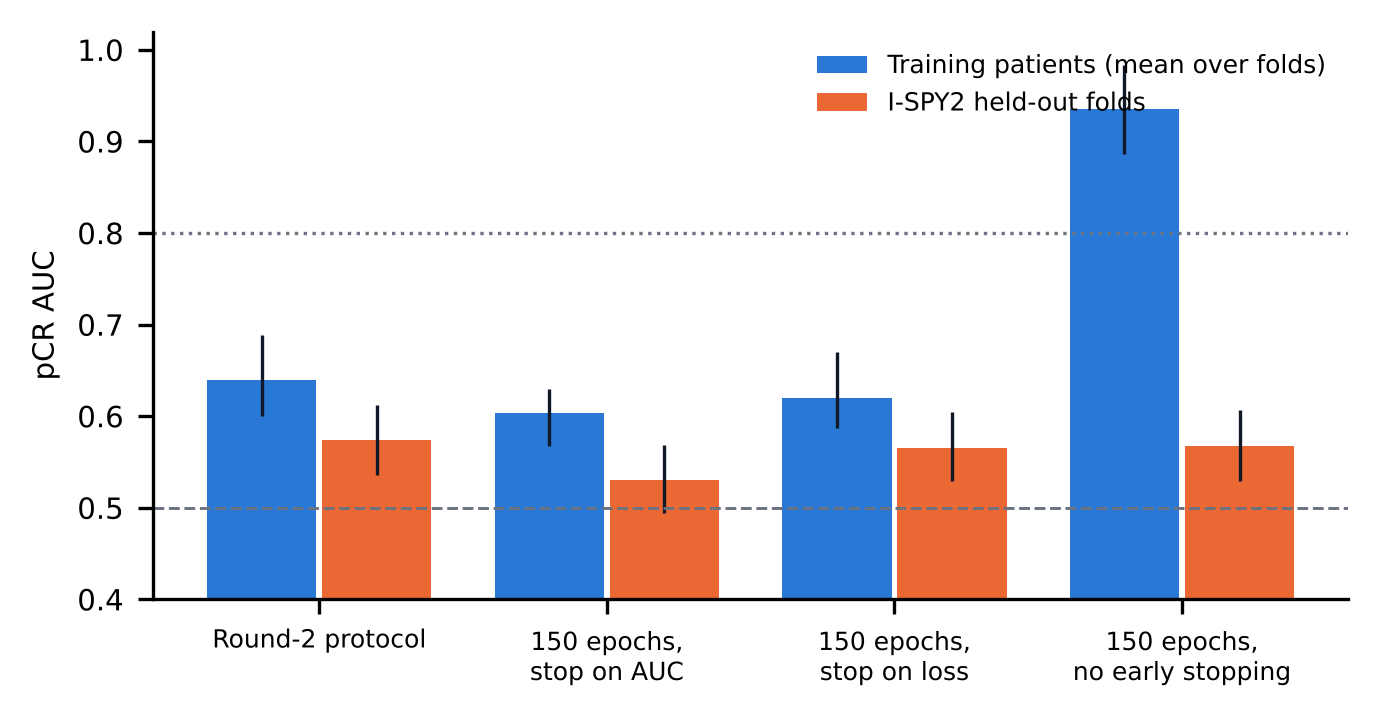 1.0
0.9
0.8
0.7
0.6
0.5
0.4
pCR AUC
Training patients (mean over folds)
I-SPY2 held-out folds
Round-2 protocol
150 epochs,
stop on AUC
150 epochs,
stop on loss
150 epochs,
no early stopping